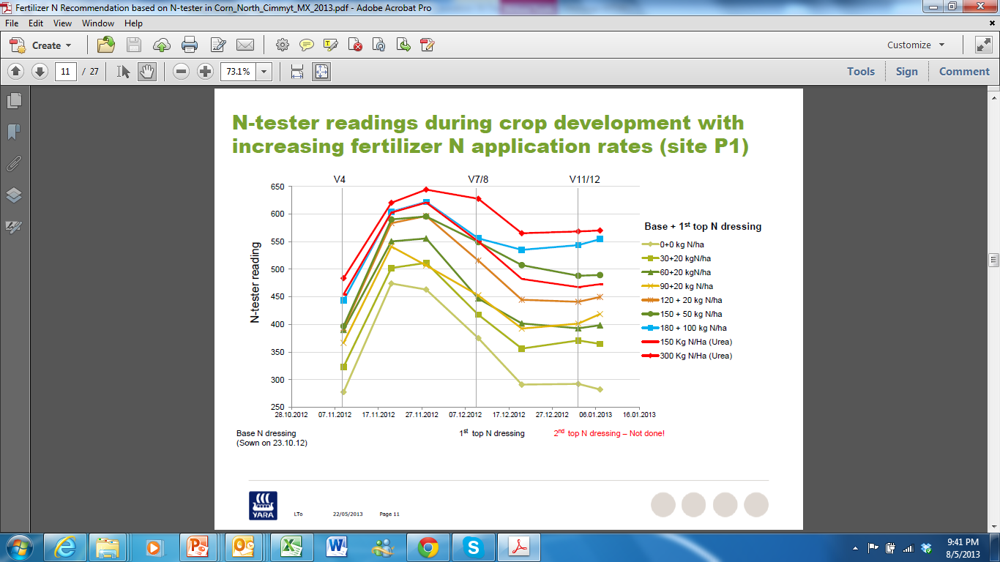 Fertilizer N Recommendation based on N-tester in Corn_North_Cimmyt_MX_2013.pdf - Adobe Acrobat Pro
File Edit View Window Help
Create Customize
11 / 27 73.1% Tools Sign Comment
N-tester readings during crop development with
increasing fertilizer N application rates (site P1)
V4 V7/8 V11/12
650
600
550
500
450
400
350
300
250
N-tester reading
28.10.2012 07.11.2012 17.11.2012 27.11.2012 07.12.2012 17.12.2012 27.12.2012 06.01.2013 16.01.2013
Base + 1st top N dressing
0+0 kg N/ha
30+20 kgN/ha
60+20 kgN/ha
90+20 kg N/ha
120 + 20 kg N/ha
150 + 50 kg N/ha
180 + 100 kg N/ha
150 Kg N/Ha (Urea)
300 Kg N/Ha (Urea)
Base N dressing 1st top N dressing 2nd top N dressing – Not done!
(Sown on 23.10.12)
YARA
LTo 22/05/2013 Page 11
9:41 PM
8/5/2013